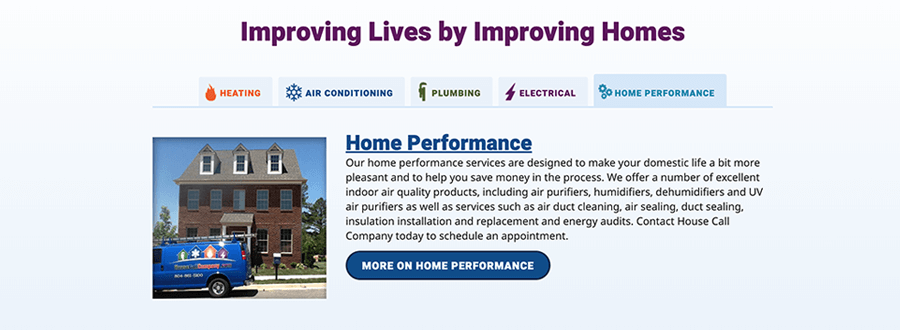 Improving Lives by Improving Homes
HEATING
AIR CONDITIONING
PLUMBING
ELECTRICAL
HOME PERFORMANCE
Home Performance
Our home performance services are designed to make your domestic life a bit more
pleasant and to help you save money in the process. We offer a number of excellent
indoor air quality products, including air purifiers, humidifiers, dehumidifiers and UV
air purifiers as well as services such as air duct cleaning, air sealing, duct sealing,
insulation installation and replacement and energy audits. Contact House Call
Company today to schedule an appointment.
MORE ON HOME PERFORMANCE